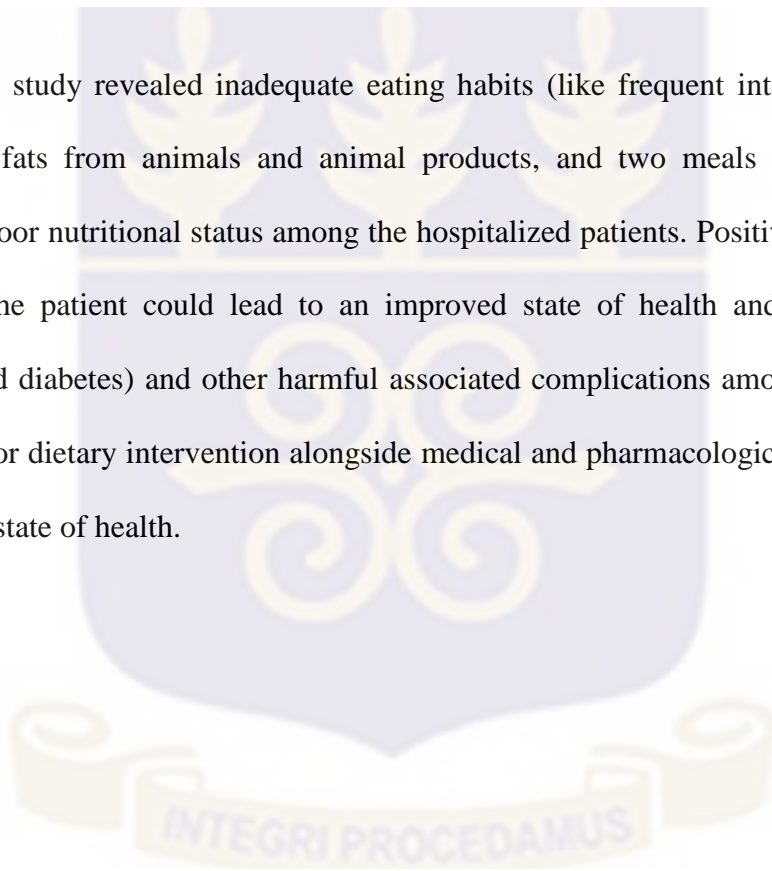 study revealed inadequate eating habits (like frequent int
fats from animals and animal products, and two meals
oor nutritional status among the hospitalized patients. Positiv
he patient could lead to an improved state of health and
d diabetes) and other harmful associated complications amo
or dietary intervention alongside medical and pharmacologic
state of health.
INTEGRI PROCEDAMUS